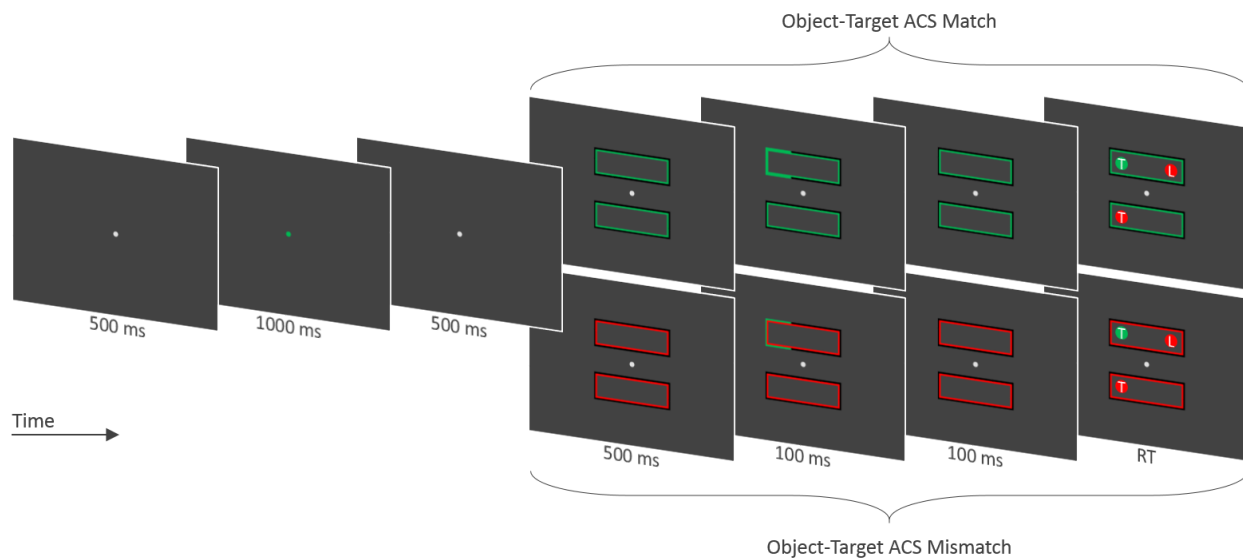 Object-Target ACS Match
T
L
T
500 ms
1000 ms
500 ms
T
L
T
Time
500 ms
100 ms
100 ms
RT
Object-Target ACS Mismatch